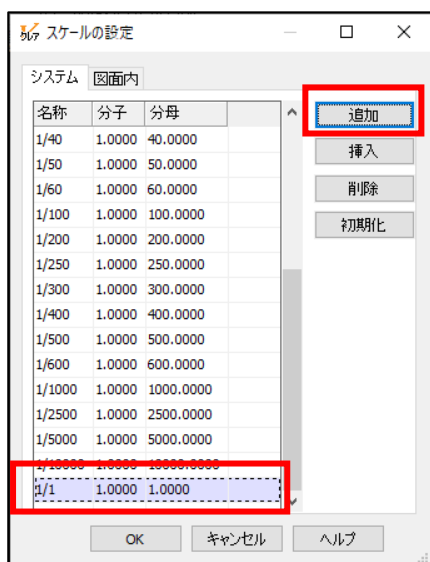 スケールの設定
システム 図面内
名称 分子 分母
1/40 1.0000 40.0000
1/50 1.0000 50.0000
1/60 1.0000 60.0000
1/100 1.0000 100.0000
1/200 1.0000 200.0000
1/250 1.0000 250.0000
1/300 1.0000 300.0000
1/400 1.0000 400.0000
1/500 1.0000 500.0000
1/600 1.0000 600.0000
1/1000 1.0000 1000.0000
1/2500 1.0000 2500.0000
1/5000 1.0000 5000.0000
1/10000 1.0000 10000.0000
1/1 1.0000 1.0000
追加
挿入
削除
初期化
OK キャンセル ヘルプ